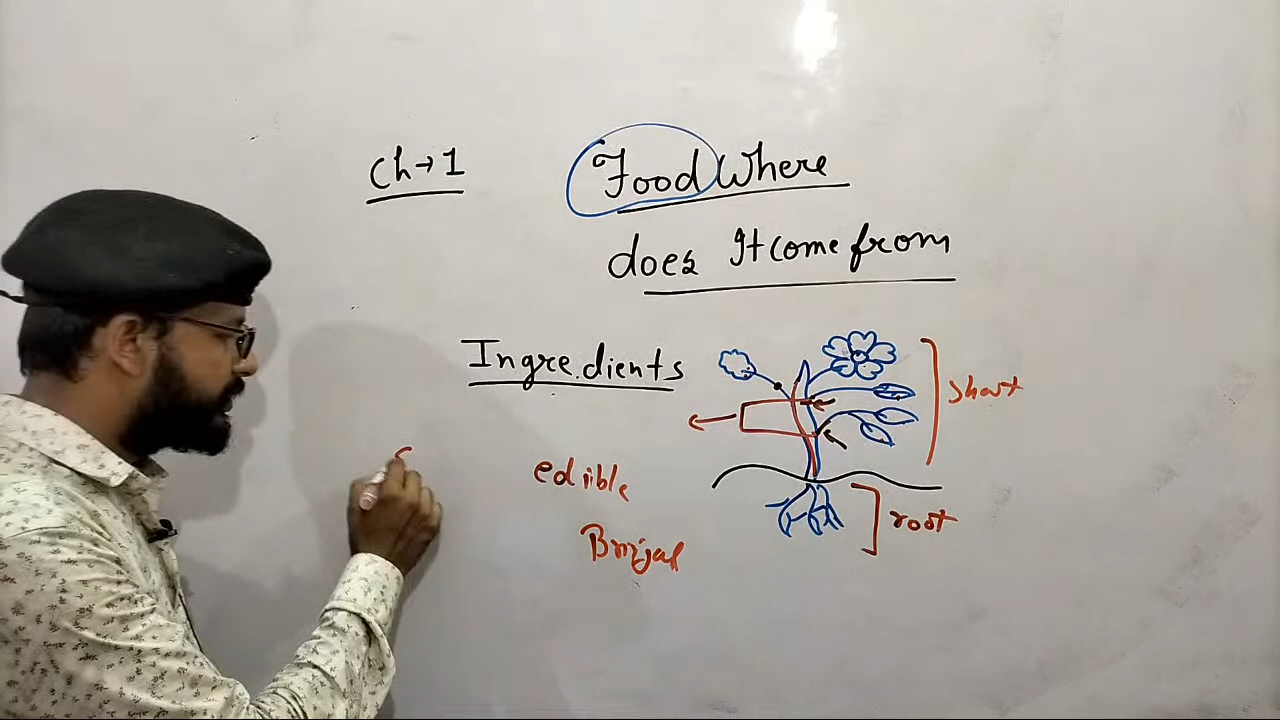 Ch→1
Food Where
does It come from
Ingredients
Shoot
edible
root
Brinjal